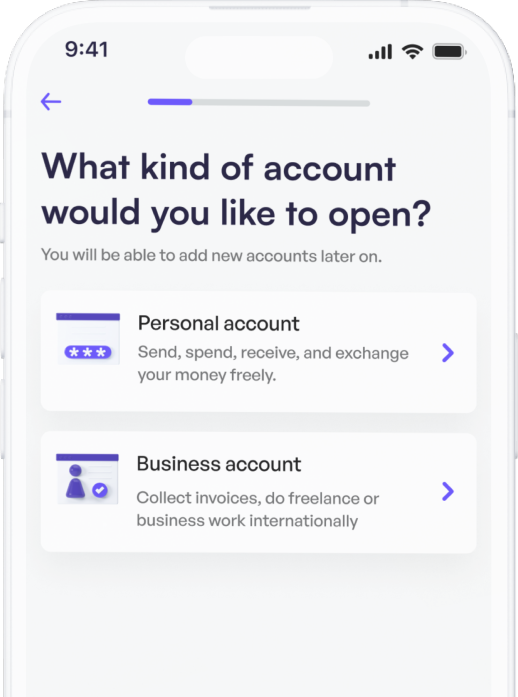 9:41
What kind of account
would you like to open?
You will be able to add new accounts later on.
Personal account
Send, spend, receive, and exchange
your money freely.
Business account
Collect invoices, do freelance or
business work internationally